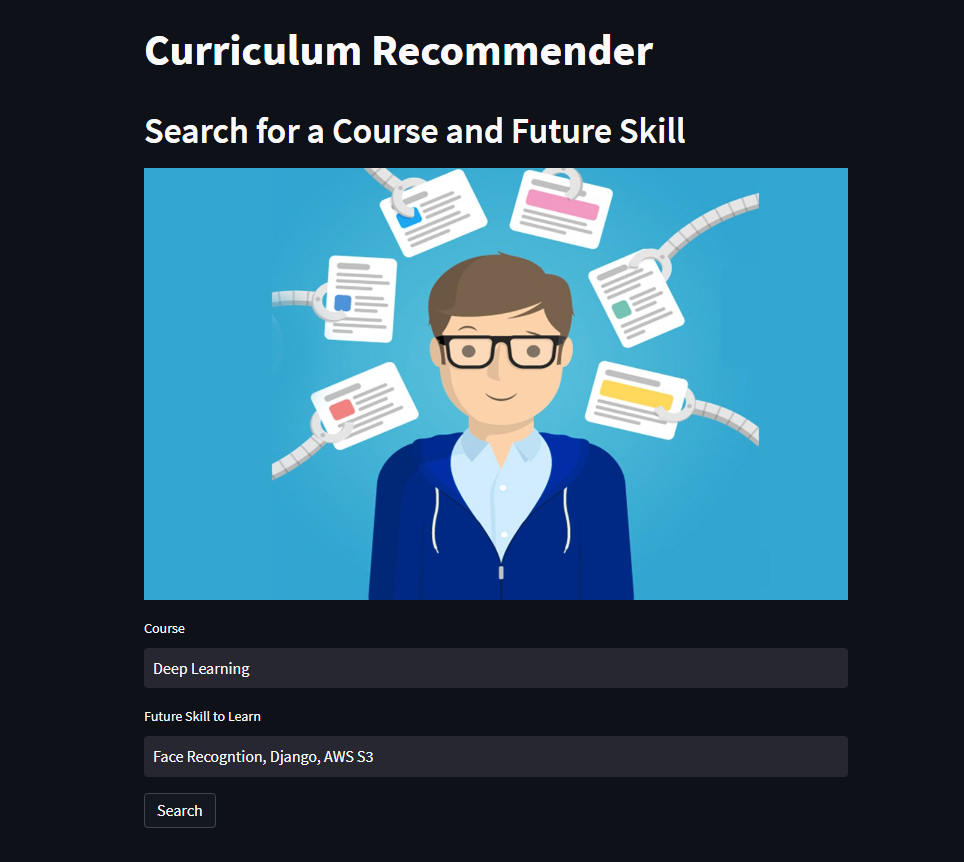 Curriculum Recommender
Search for a Course and Future Skill
Course
Deep Learning
Future Skill to Learn
Face Recogntion, Django, AWS S3
Search